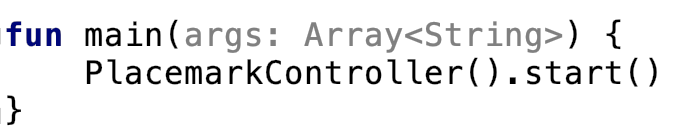 fun main(args: Array<String>) {
    PlacemarkController().start()
}